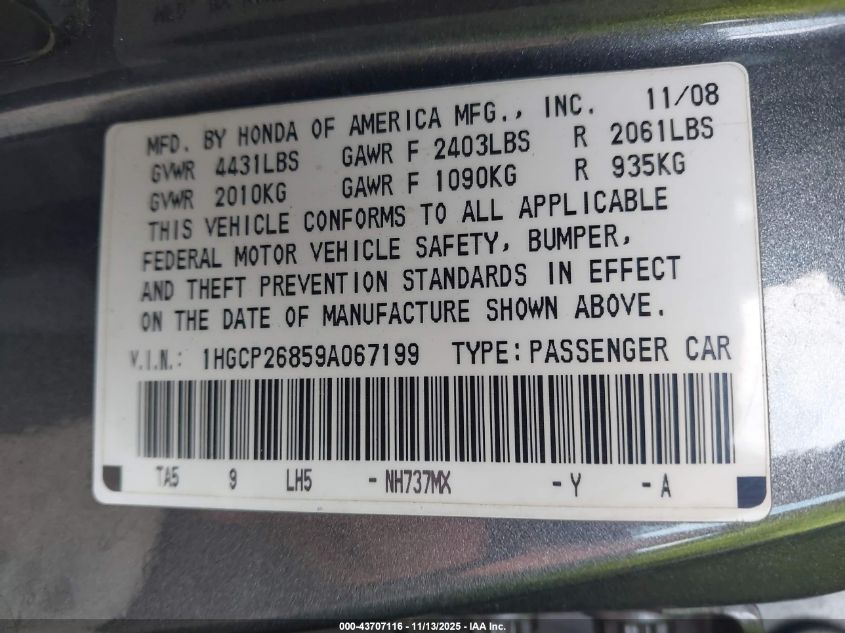 MFD. BY HONDA OF AMERICA MFG., INC. 11/08
GVWR 4431LBS GAWR F 2403LBS R 2061LBS
GVWR 2010KG GAWR F 1090KG R 935KG
THIS VEHICLE CONFORMS TO ALL APPLICABLE
FEDERAL MOTOR VEHICLE SAFETY, BUMPER,
AND THEFT PREVENTION STANDARDS IN EFFECT
ON THE DATE OF MANUFACTURE SHOWN ABOVE.
V.I.N.: 1HGCP26859A067199 TYPE: PASSENGER CAR
TA5 9 LH5 - NH737MX - Y - A
000-43707116 - 11/13/2025 - IAA Inc.